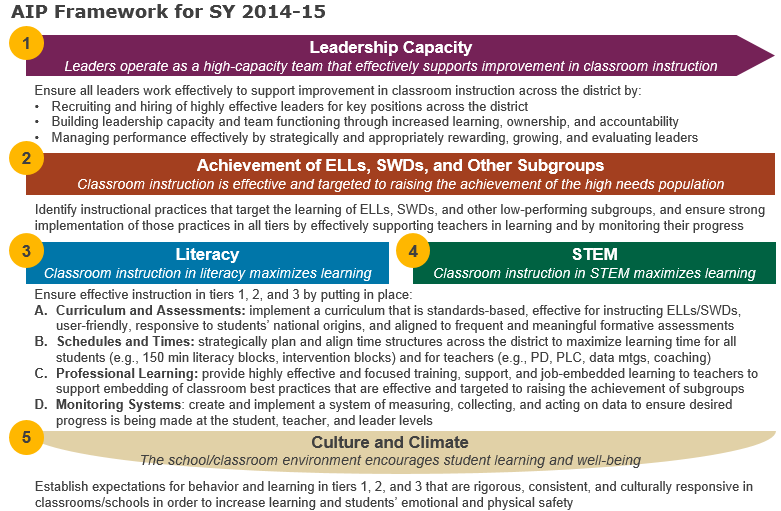 AIP Framework for SY 2014-15
1
Leadership Capacity
Leaders operate as a high-capacity team that effectively supports improvement in classroom instruction
Ensure all leaders work effectively to support improvement in classroom instruction across the district by:
• Recruiting and hiring of highly effective leaders for key positions across the district
• Building leadership capacity and team functioning through increased learning, ownership, and accountability
• Managing performance effectively by strategically and appropriately rewarding, growing, and evaluating leaders
2
Achievement of ELLs, SWDs, and Other Subgroups
Classroom instruction is effective and targeted to raising the achievement of the high needs population
Identify instructional practices that target the learning of ELLs, SWDs, and other low-performing subgroups, and ensure strong
implementation of those practices in all tiers by effectively supporting teachers in learning and by monitoring their progress
3
Literacy
Classroom instruction in literacy maximizes learning
4
STEM
Classroom instruction in STEM maximizes learning
Ensure effective instruction in tiers 1, 2, and 3 by putting in place:
A. Curriculum and Assessments: implement a curriculum that is standards-based, effective for instructing ELLs/SWDs,
user-friendly, responsive to students' national origins, and aligned to frequent and meaningful formative assessments
B. Schedules and Times: strategically plan and align time structures across the district to maximize learning time for all
students (e.g., 150 min literacy blocks, intervention blocks) and for teachers (e.g., PD, PLC, data mtgs, coaching)
C. Professional Learning: provide highly effective and focused training, support, and job-embedded learning to teachers to
support embedding of classroom best practices that are effective and targeted to raising the achievement of subgroups
D. Monitoring Systems: create and implement a system of measuring, collecting, and acting on data to ensure desired
progress is being made at the student, teacher, and leader levels
5
Culture and Climate
The school/classroom environment encourages student learning and well-being
Establish expectations for behavior and learning in tiers 1, 2, and 3 that are rigorous, consistent, and culturally responsive in
classrooms/schools in order to increase learning and students' emotional and physical safety